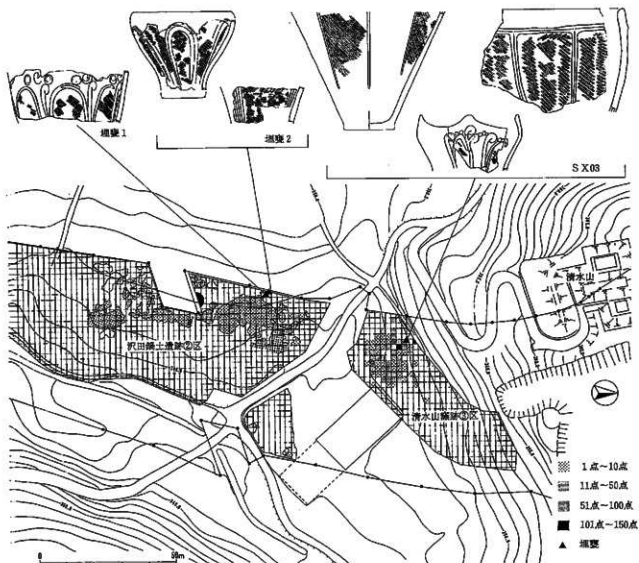 埋甕1
埋甕2
SX03
清水山
沢田鍋土遺跡②区
清水山窯跡①区
1点～10点
11点～50点
51点～100点
101点～150点
埋甕
0 50m